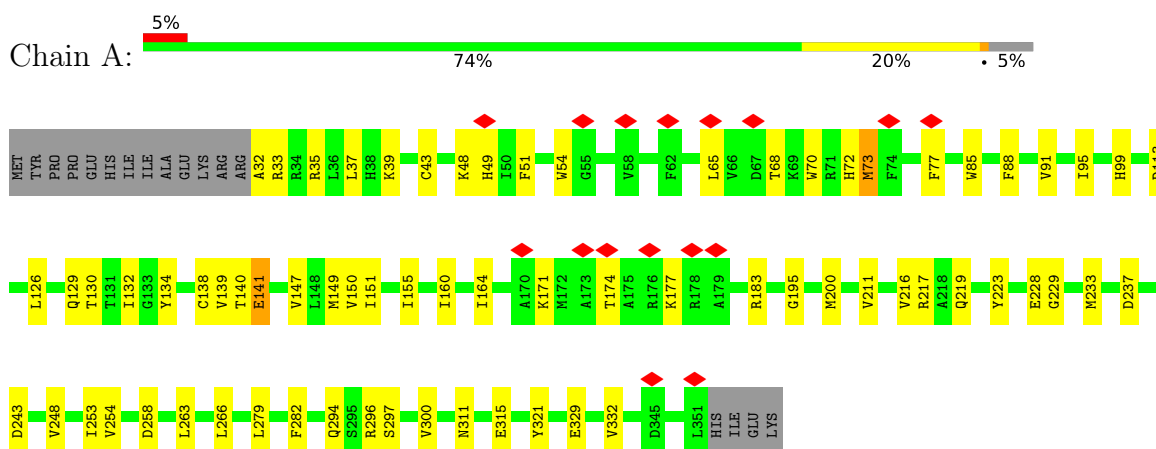 5%
Chain A:
74% 20% • 5%
MET TYR PRO PRO GLU HIS ILE ILE ALA GLU LYS ARG ARG A32 R33 R34 R35 L36 L37 H38 K39 C43 K48 H49 I50 F51 W54 G55 V58 F62 L65 V66 D67 T68 K69 W70 R71 H72 M73 F74 F77 W85 F88 V91 I95 H99
L126 Q129 T130 T131 I132 G133 Y134 C138 V139 T140 E141 V147 L148 M149 V150 I151 I155 I160 I164 A170 K171 M172 A173 T174 A175 R176 K177 R178 A179 R183 G195 M200 V211 V216 R217 A218 Q219 Y223 E228 G229 M233 D237
D243 V248 I253 V254 D258 L263 L266 L279 F282 Q294 S295 R296 S297 V300 N311 E315 Y321 E329 V332 D345 L351 HIS ILE GLU LYS